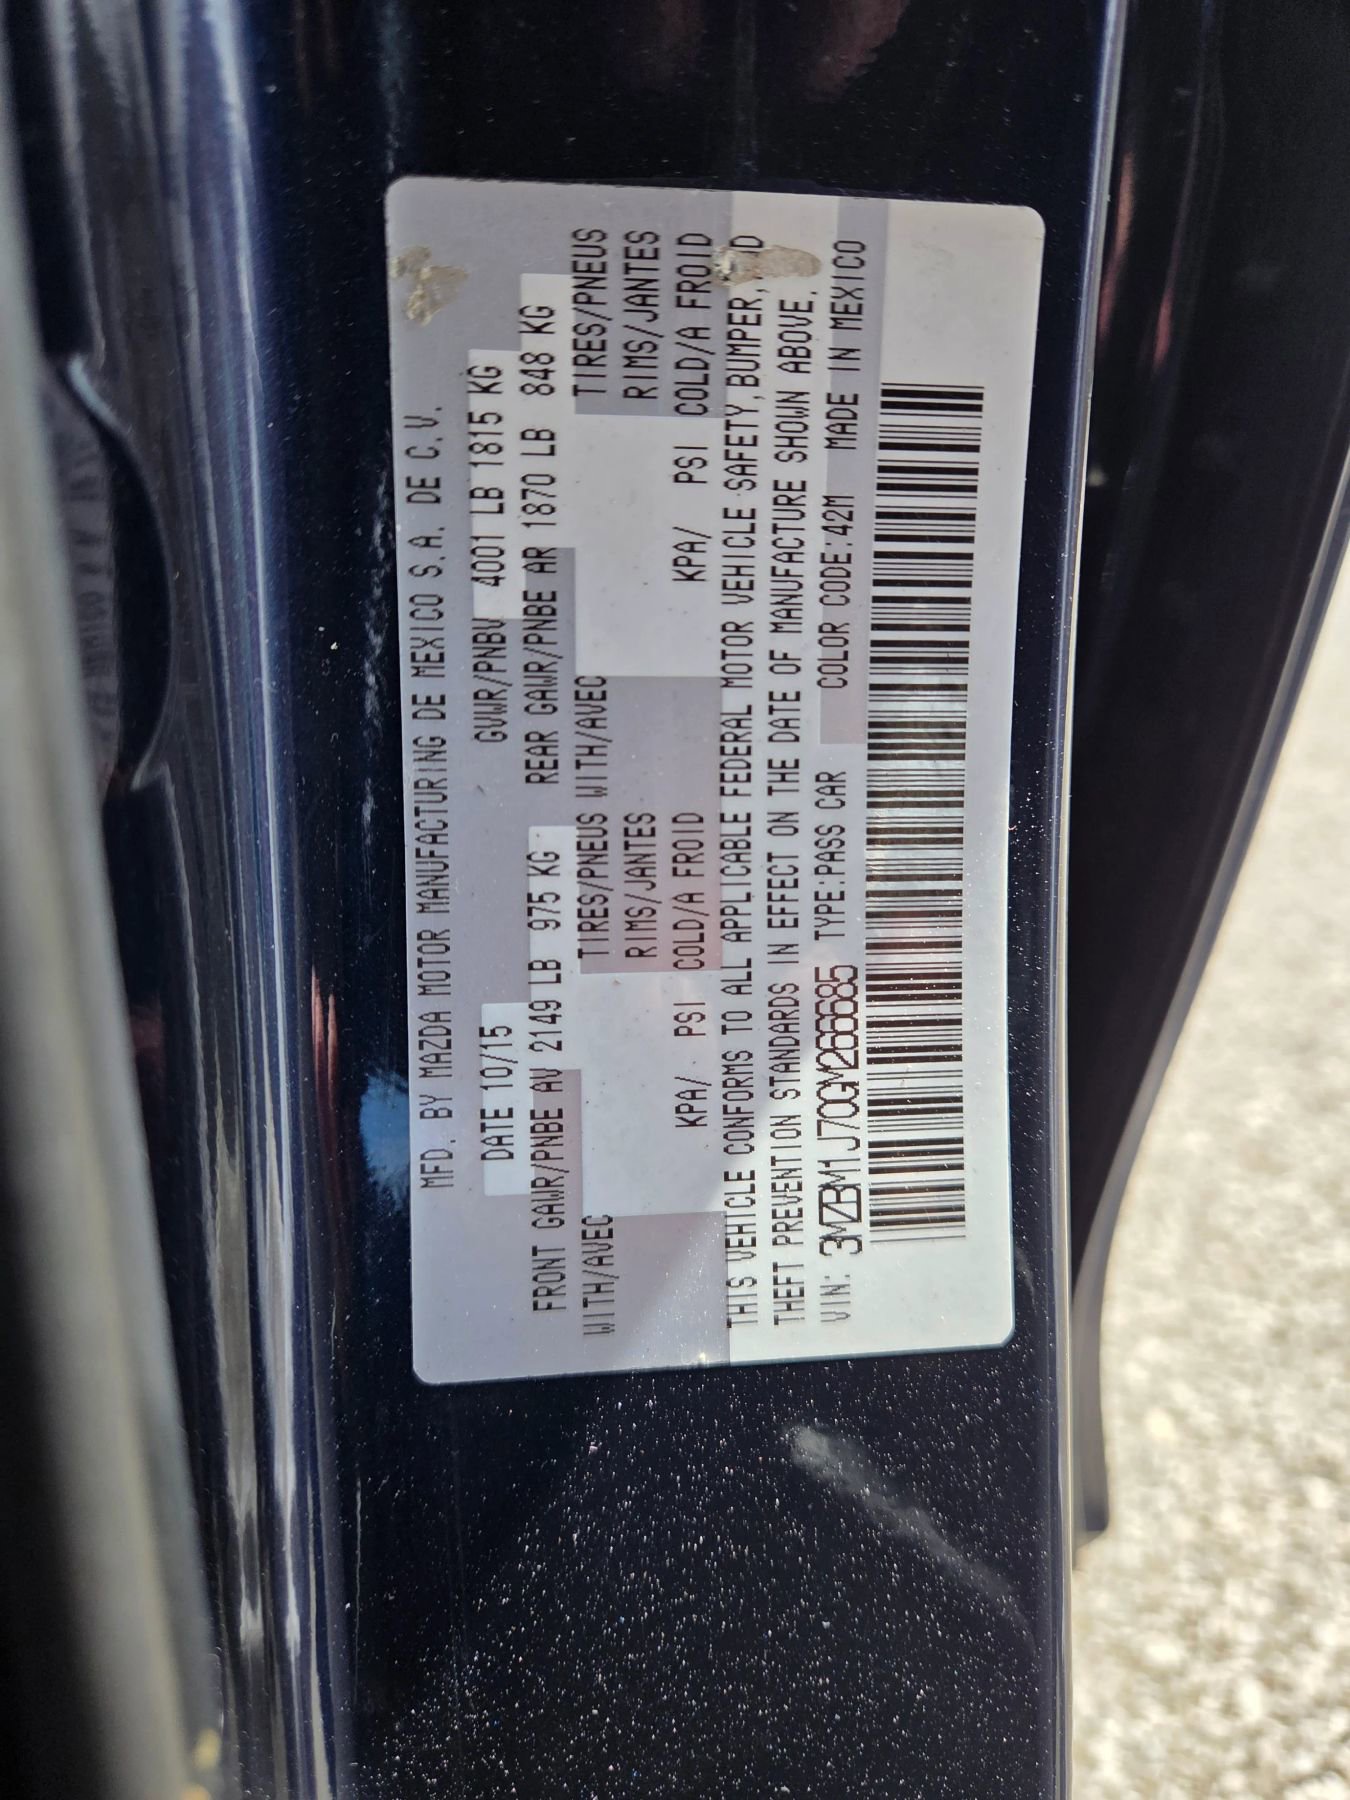 MFD. BY MAZDA MOTOR MANUFACTURING DE MEXICO S.A. DE C.V.
DATE 10/15 GVWR/PNBV 4001 LB 1815 KG
FRONT GAWR/PNBE AV 2149 LB 975 KG REAR GAWR/PNBE AR 1870 LB 848 KG
WITH/AVEC TIRES/PNEUS WITH/AVEC TIRES/PNEUS
RIMS/JANTES RIMS/JANTES
KPA/ PSI COLD/A FROID KPA/ PSI COLD/A FROID
THIS VEHICLE CONFORMS TO ALL APPLICABLE FEDERAL MOTOR VEHICLE SAFETY,BUMPER,
THEFT PREVENTION STANDARDS IN EFFECT ON THE DATE OF MANUFACTURE SHOWN ABOVE.
VIN: 3MZBM1J70GM266685 TYPE:PASS CAR COLOR CODE:42M MADE IN MEXICO